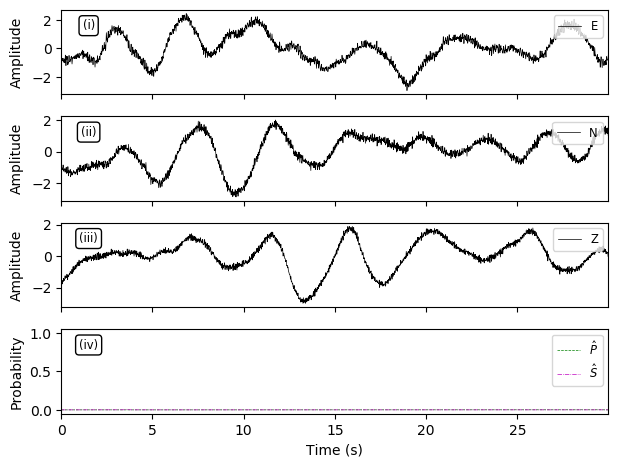 2
0
−2
Amplitude
(i)
E
2
0
−2
Amplitude
(ii)
N
2
0
−2
Amplitude
(iii)
Z
1.0
0.5
0.0
Probability
(iv)
P̂
Ŝ
0 5 10 15 20 25
Time (s)